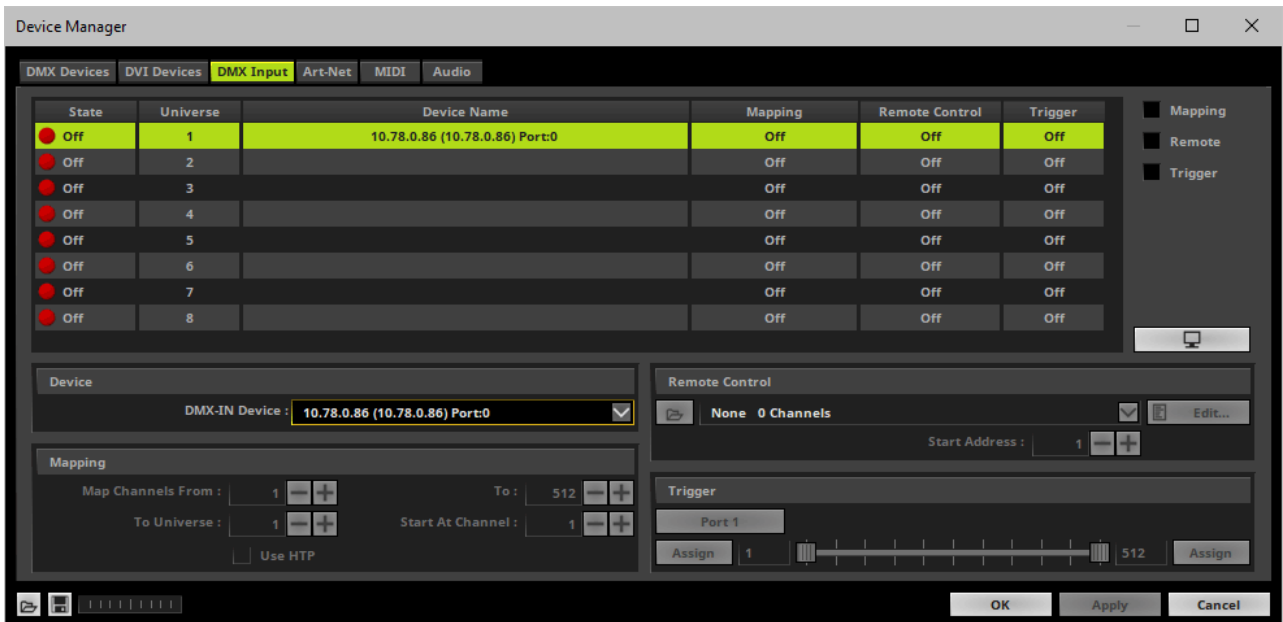 Device Manager
DMX Devices DVI Devices DMX Input Art-Net MIDI Audio
State Universe Device Name Mapping Remote Control Trigger
Off 1 10.78.0.86 (10.78.0.86) Port:0 Off Off Off
Off 2 Off Off Off
Off 3 Off Off Off
Off 4 Off Off Off
Off 5 Off Off Off
Off 6 Off Off Off
Off 7 Off Off Off
Off 8 Off Off Off
Mapping
Remote
Trigger
Device
DMX-IN Device : 10.78.0.86 (10.78.0.86) Port:0
Mapping
Map Channels From : 1 To : 512
To Universe : 1 Start At Channel : 1
Use HTP
Remote Control
None 0 Channels Edit...
Start Address : 1
Trigger
Port 1
Assign 1 512 Assign
OK Apply Cancel